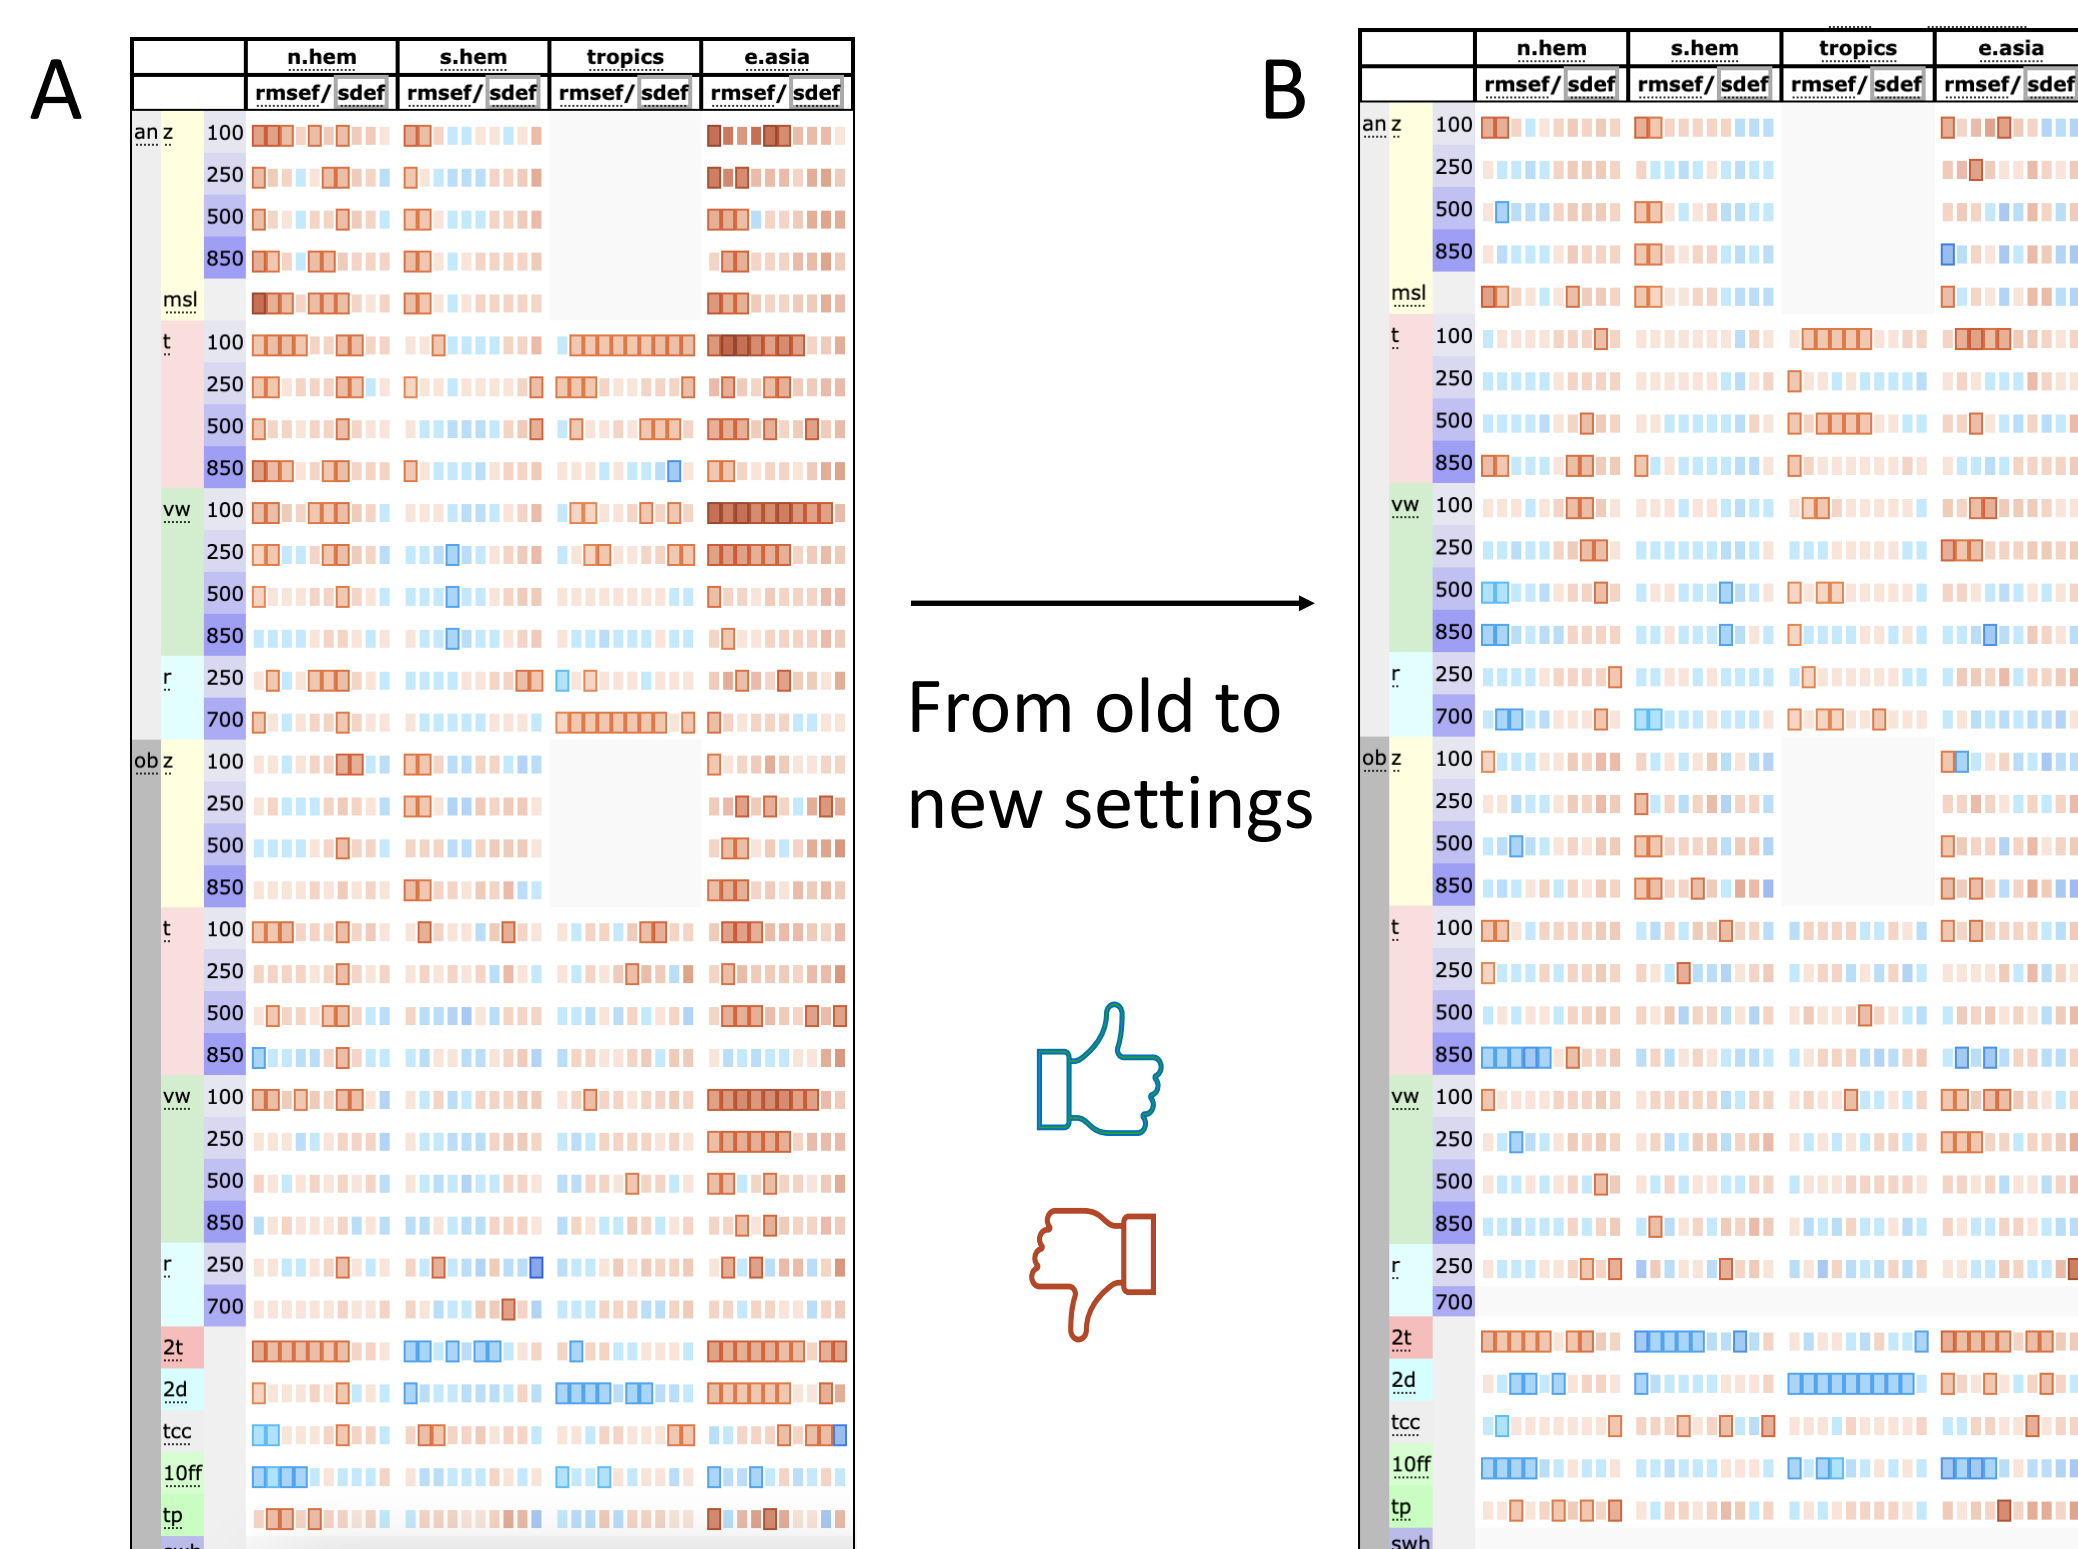 A
n.hem s.hem tropics e.asia
rmsef/ sdef rmsef/ sdef rmsef/ sdef rmsef/ sdef
an z 100
250
500
850
msl
t 100
250
500
850
vw 100
250
500
850
r 250
700
ob z 100
250
500
850
t 100
250
500
850
vw 100
250
500
850
r 250
700
2t
2d
tcc
10ff
tp
From old to
new settings
B
n.hem s.hem tropics e.asia
rmsef/ sdef rmsef/ sdef rmsef/ sdef rmsef/ sdef
an z 100
250
500
850
msl
t 100
250
500
850
vw 100
250
500
850
r 250
700
ob z 100
250
500
850
t 100
250
500
850
vw 100
250
500
850
r 250
700
2t
2d
tcc
10ff
tp
swh